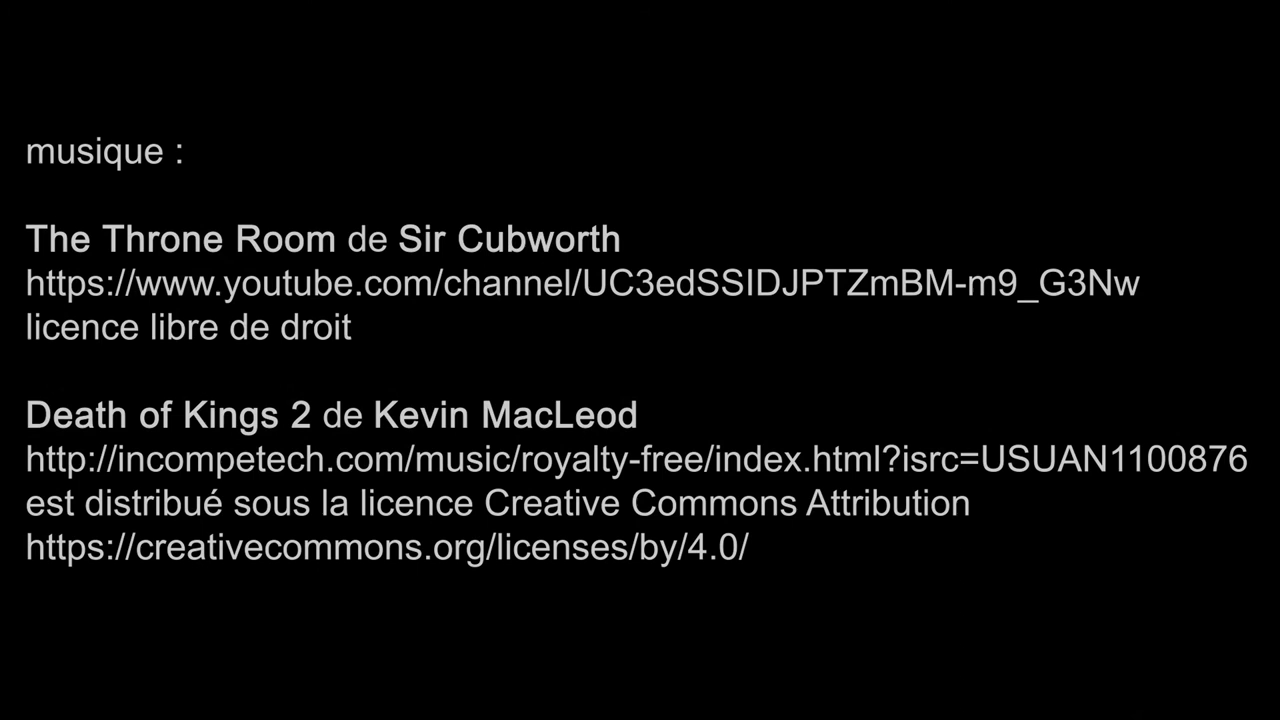 musique :
The Throne Room de Sir Cubworth
https://www.youtube.com/channel/UC3edSSIDJPTZmBM-m9_G3Nw
licence libre de droit
Death of Kings 2 de Kevin MacLeod
http://incompetech.com/music/royalty-free/index.html?isrc=USUAN1100876
est distribué sous la licence Creative Commons Attribution
https://creativecommons.org/licenses/by/4.0/